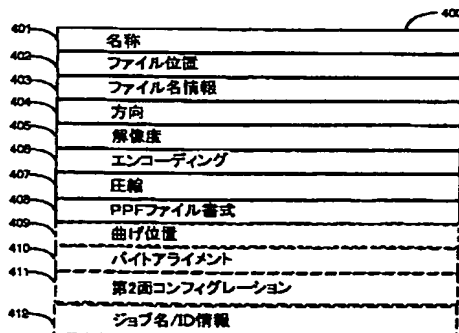 400
401 名称
402 ファイル位置
403 ファイル名情報
404 方向
405 解像度
406 エンコーディング
407 圧縮
408 PPFファイル書式
409 曲げ位置
410 バイトアライメント
411 第2面コンフィグレーション
412 ジョブ名/ID情報